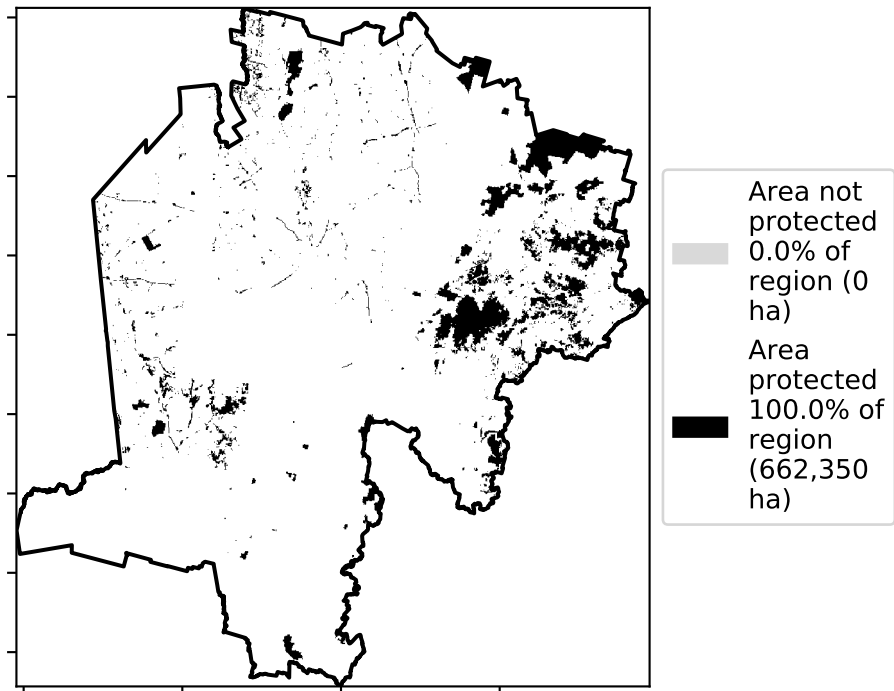 Area not
protected
0.0% of
region (0
ha)
Area
protected
100.0% of
region
(662,350
ha)